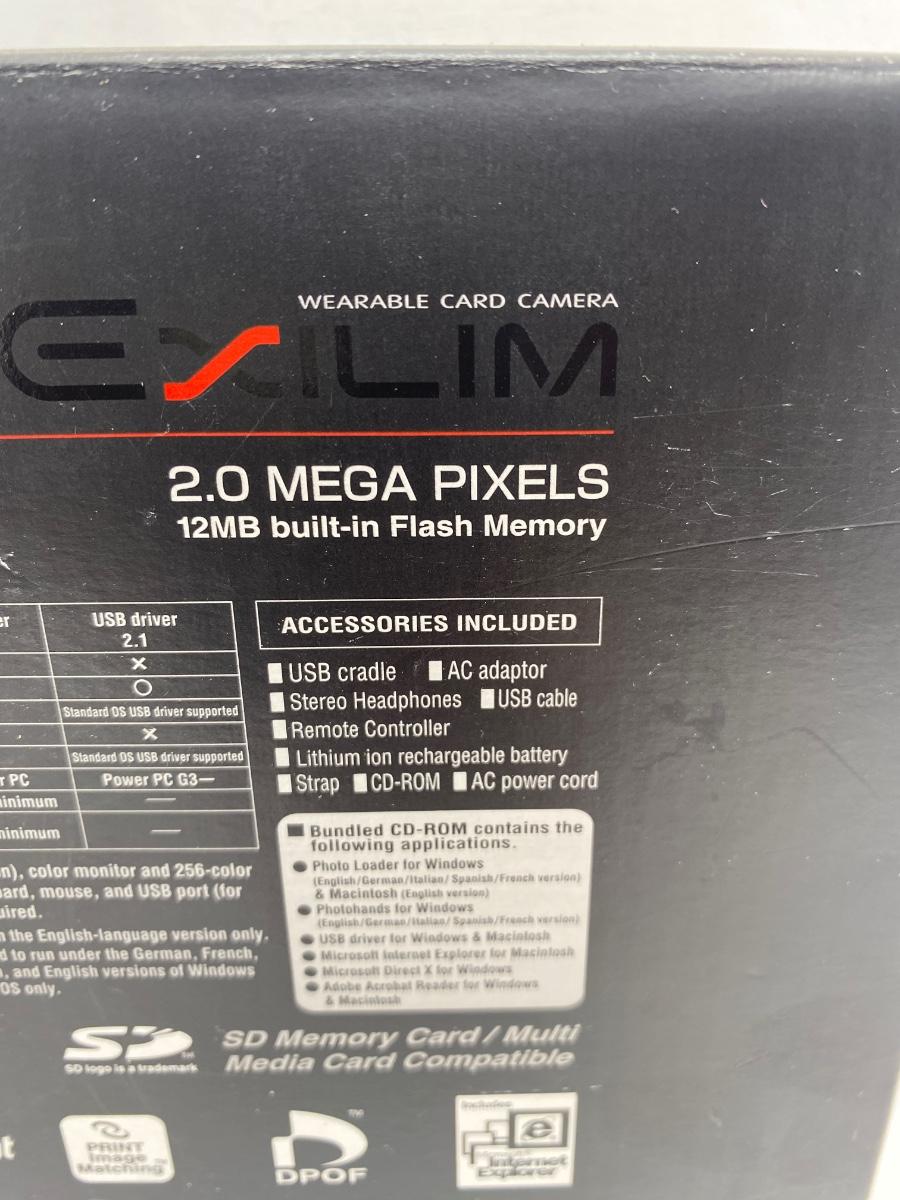 WEARABLE CARD CAMERA
EXILIM
2.0 MEGA PIXELS
12MB built-in Flash Memory
er
USB driver
2.1
×
○
Standard OS USB driver supported
×
Standard OS USB driver supported
r PC
Power PC G3—
inimum
—
ninimum
—
n), color monitor and 256-color
ard, mouse, and USB port (for
uired.
n the English-language version only.
d to run under the German, French,
, and English versions of Windows
OS only.
ACCESSORIES INCLUDED
■ USB cradle ■ AC adaptor
■ Stereo Headphones ■ USB cable
■ Remote Controller
■ Lithium ion rechargeable battery
■ Strap ■ CD-ROM ■ AC power cord
■ Bundled CD-ROM contains the
following applications.
● Photo Loader for Windows
(English/German/Italian/ Spanish/French version)
& Macintosh (English version)
● Photohands for Windows
(English/German/Italian/ Spanish/French version)
● USB driver for Windows & Macintosh
● Microsoft Internet Explorer for Macintosh
● Microsoft Direct X for Windows
● Adobe Acrobat Reader for Windows
& Macintosh
SD
TM
SD logo is a trademark
SD Memory Card / Multi
Media Card Compatible
t
PRINT
Image
Matching
TM
TM
DPOF
Includes
e
Internet
Explorer